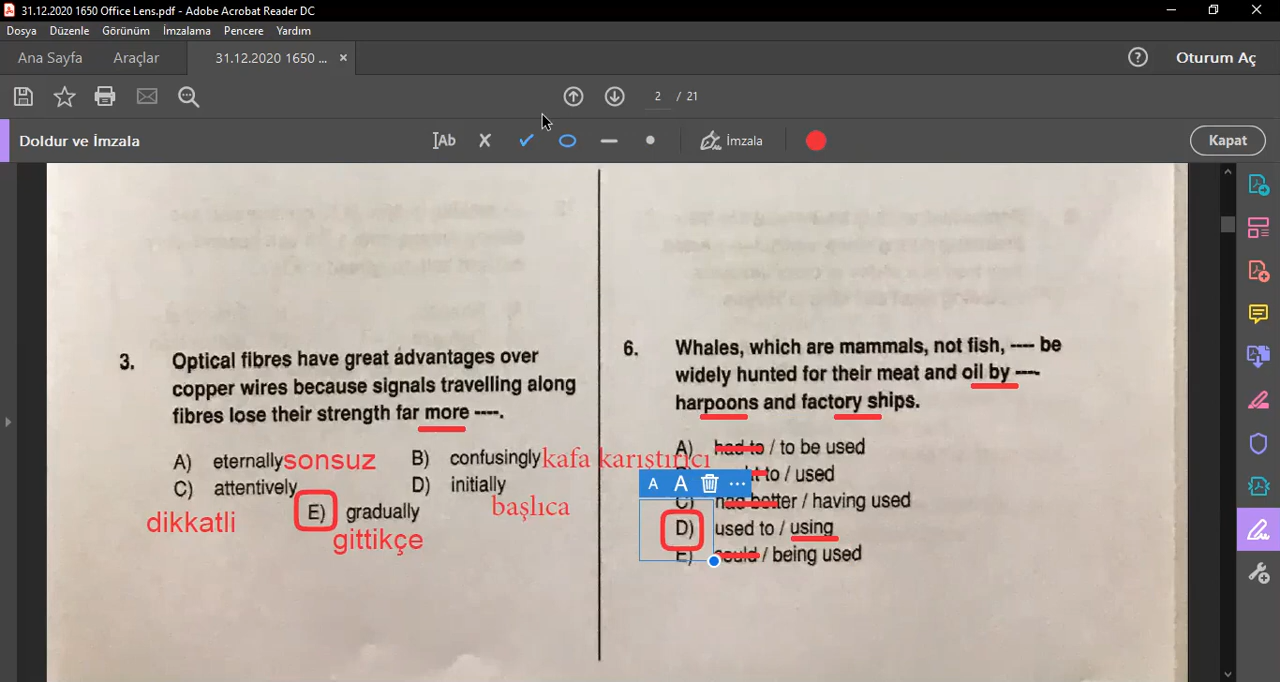 31.12.2020 1650 Office Lens.pdf - Adobe Acrobat Reader DC
Dosya Düzenle Görünüm İmzalama Pencere Yardım
Ana Sayfa Araçlar 31.12.2020 1650 ... × ? Oturum Aç
2 / 21
Doldur ve İmzala Ab İmzala Kapat
3. Optical fibres have great advantages over
copper wires because signals travelling along
fibres lose their strength far more ----.
A) eternally sonsuz B) confusingly kafa karıştırıcı
C) attentively D) initially
dikkatli başlıca
E) gradually
gittikçe
6. Whales, which are mammals, not fish, ---- be
widely hunted for their meat and oil by ----
harpoons and factory ships.
A) had to / to be used
to / used
A A ...
C) had better / having used
D) used to / using
E) could / being used